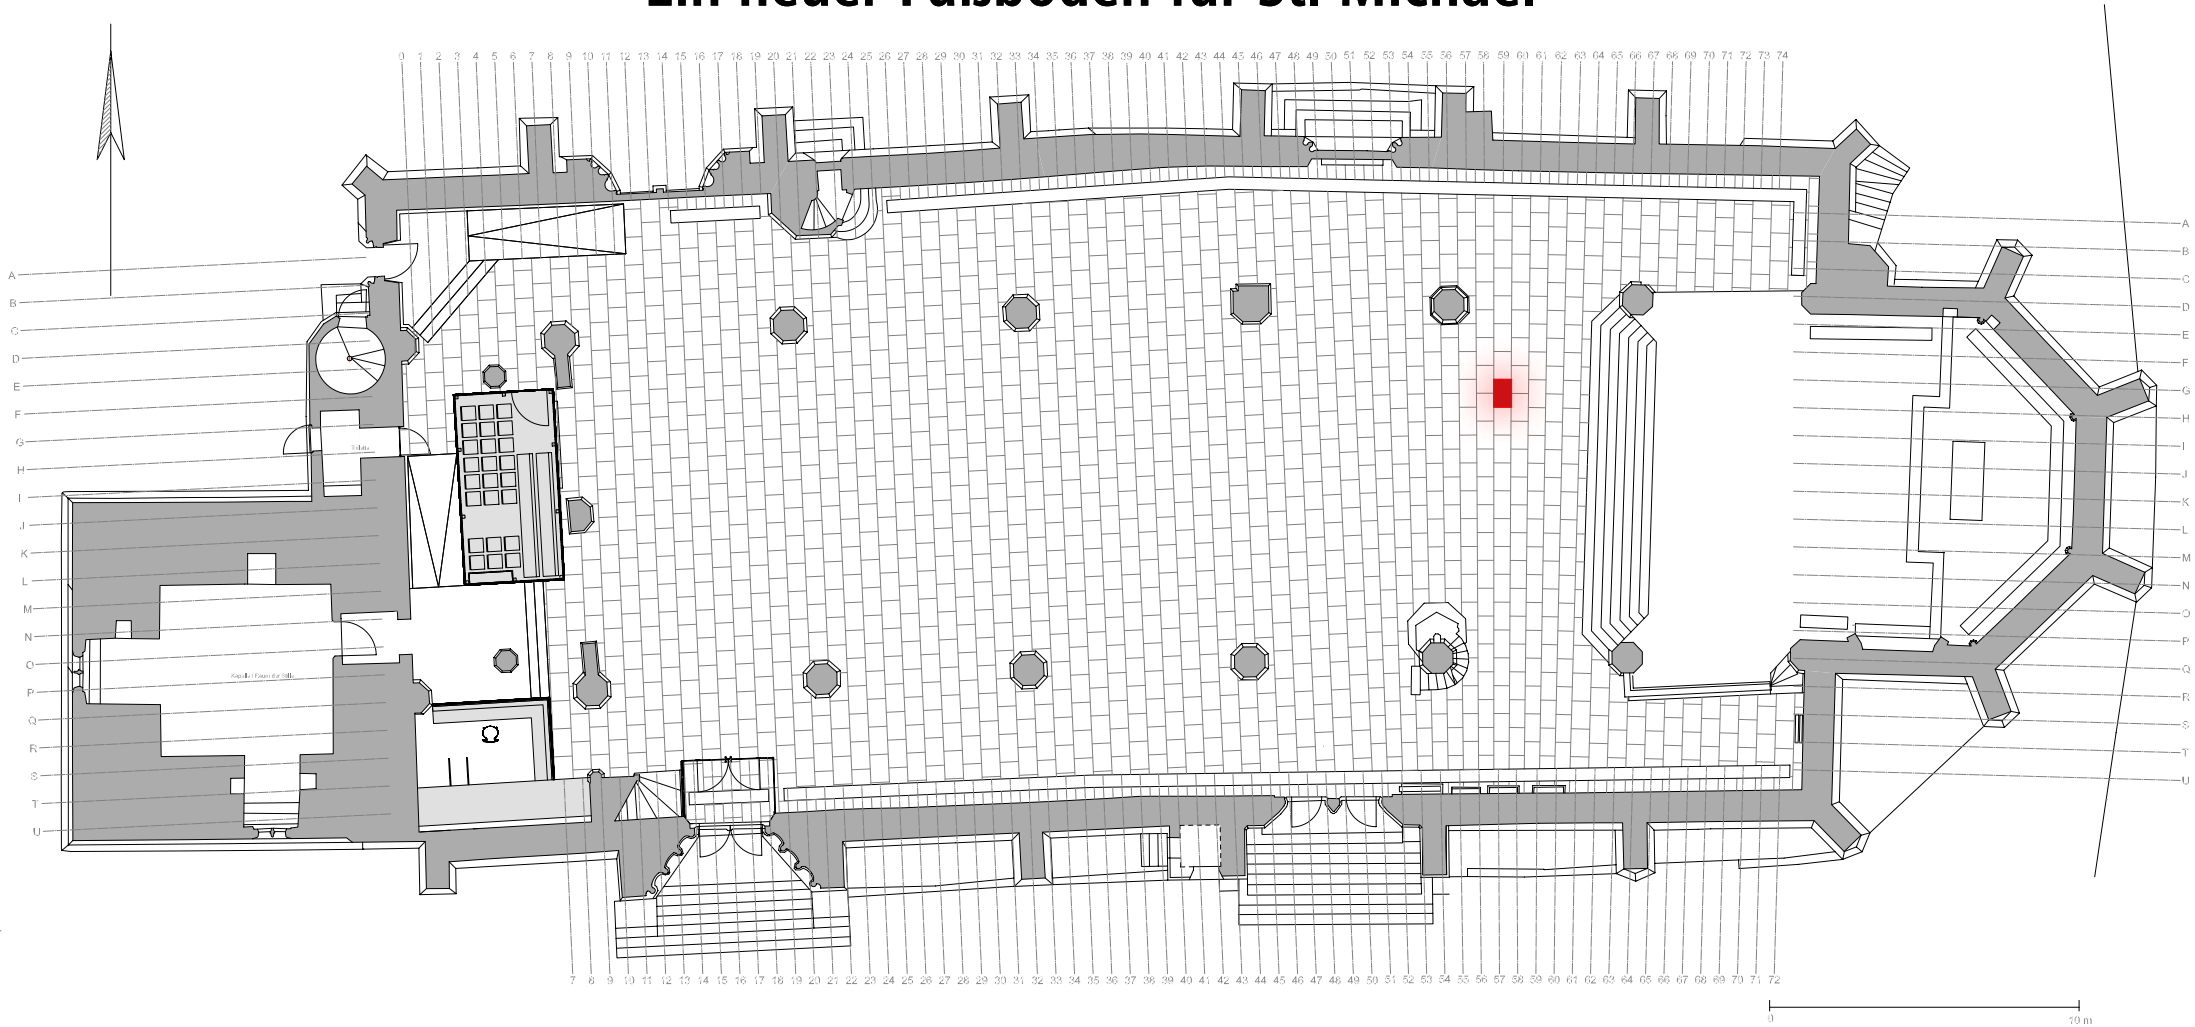 Ein neuer Fußboden für St. Michael
0 1 2 3 4 5 6 7 8 9 10 11 12 13 14 15 16 17 18 19 20 21 22 23 24 25 26 27 28 29 30 31 32 33 34 35 36 37 38 39 40 41 42 43 44 45 46 47 48 49 50 51 52 53 54 55 56 57 58 59 60 61 62 63 64 65 66 67 68 69 70 71 72 73 74
A
B
C
D
E
F
G
H
I
J
K
L
M
N
O
P
Q
R
S
T
U
A
B
C
D
E
F
G
H
I
J
K
L
M
N
O
P
Q
R
S
T
U
7 8 9 10 11 12 13 14 15 16 17 18 19 20 21 22 23 24 25 26 27 28 29 30 31 32 33 34 35 36 37 38 39 40 41 42 43 44 45 46 47 48 49 50 51 52 53 54 55 56 57 58 59 60 61 62 63 64 65 66 67 68 69 70 71 72
0 10 m